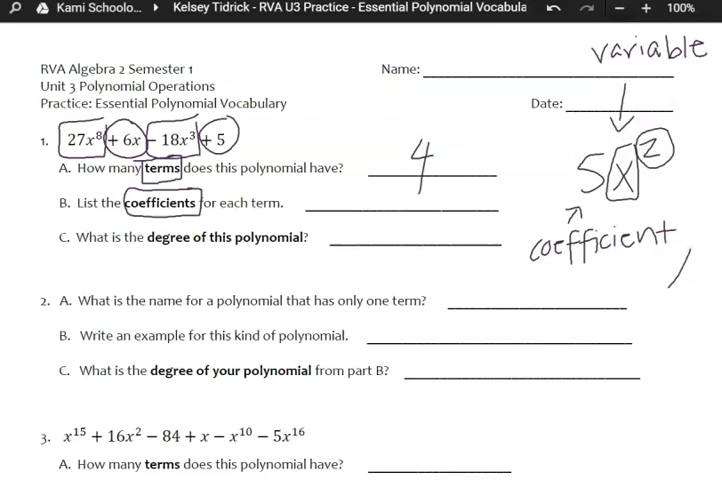 Kami Schoolo... ▸ Kelsey Tidrick - RVA U3 Practice - Essential Polynomial Vocabula − + 100%
variable
RVA Algebra 2 Semester 1 Name:
Unit 3 Polynomial Operations
Practice: Essential Polynomial Vocabulary Date:
1. 27x⁸ + 6x − 18x³ + 5
A. How many terms does this polynomial have? 4
5x²
B. List the coefficients for each term.
coefficient
C. What is the degree of this polynomial?
2. A. What is the name for a polynomial that has only one term?
B. Write an example for this kind of polynomial.
C. What is the degree of your polynomial from part B?
3. x¹⁵ + 16x² − 84 + x − x¹⁰ − 5x¹⁶
A. How many terms does this polynomial have?